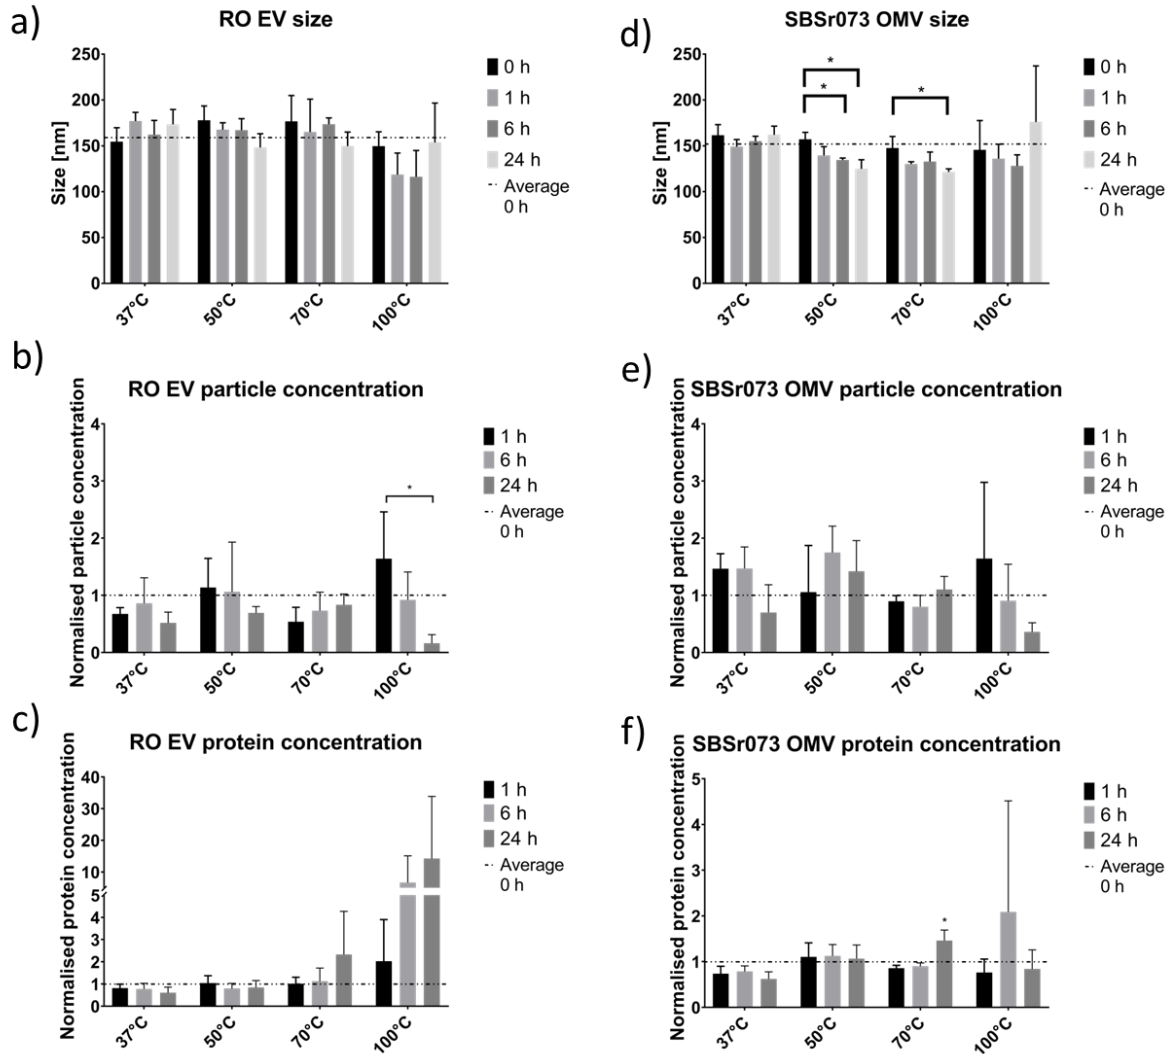 a)
RO EV size
Size [nm]
250
200
150
100
50
0
37°C
50°C
70°C
100°C
0 h
1 h
6 h
24 h
Average
0 h
d)
SBSr073 OMV size
Size [nm]
250
200
150
100
50
0
*
*
*
37°C
50°C
70°C
100°C
0 h
1 h
6 h
24 h
Average
0 h
b)
RO EV particle concentration
Normalised particle concentration
4
3
2
1
0
*
37°C
50°C
70°C
100°C
1 h
6 h
24 h
Average
0 h
e)
SBSr073 OMV particle concentration
Normalised particle concentration
4
3
2
1
0
37°C
50°C
70°C
100°C
1 h
6 h
24 h
Average
0 h
c)
RO EV protein concentration
Normalised protein concentration
40
30
20
10
5
4
3
2
1
0
37°C
50°C
70°C
100°C
1 h
6 h
24 h
Average
0 h
f)
SBSr073 OMV protein concentration
Normalised protein concentration
5
4
3
2
1
0
*
37°C
50°C
70°C
100°C
1 h
6 h
24 h
Average
0 h